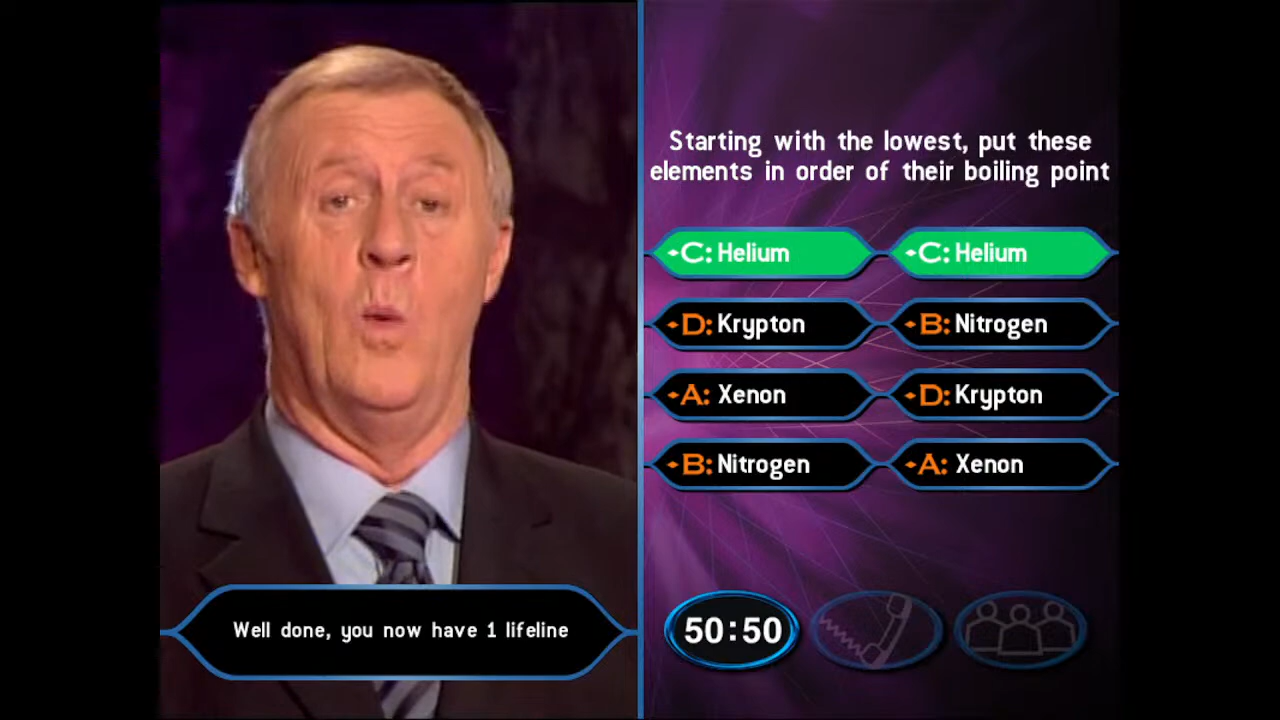 Starting with the lowest, put these
elements in order of their boiling point
C: Helium
C: Helium
D: Krypton
B: Nitrogen
A: Xenon
D: Krypton
B: Nitrogen
A: Xenon
Well done, you now have 1 lifeline
50:50